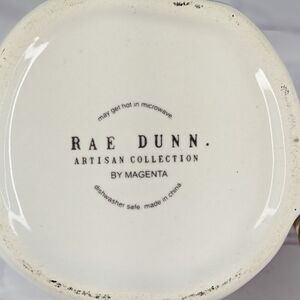 may get hot in microwave.
RAE DUNN.
ARTISAN COLLECTION
BY MAGENTA
dishwasher safe. made in china.